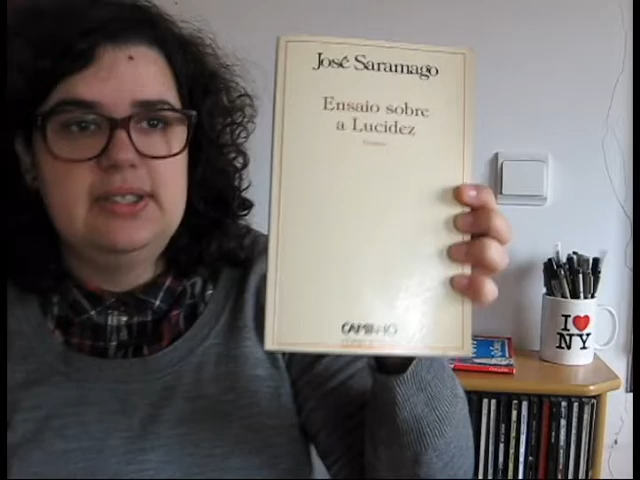 José Saramago
Ensaio sobre
a Lucidez
CAMINHO
I ❤ NY